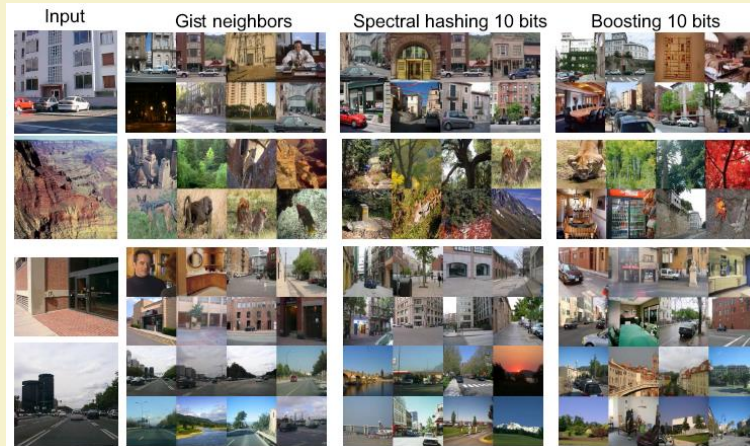 Input
Gist neighbors
Spectral hashing 10 bits
Boosting 10 bits